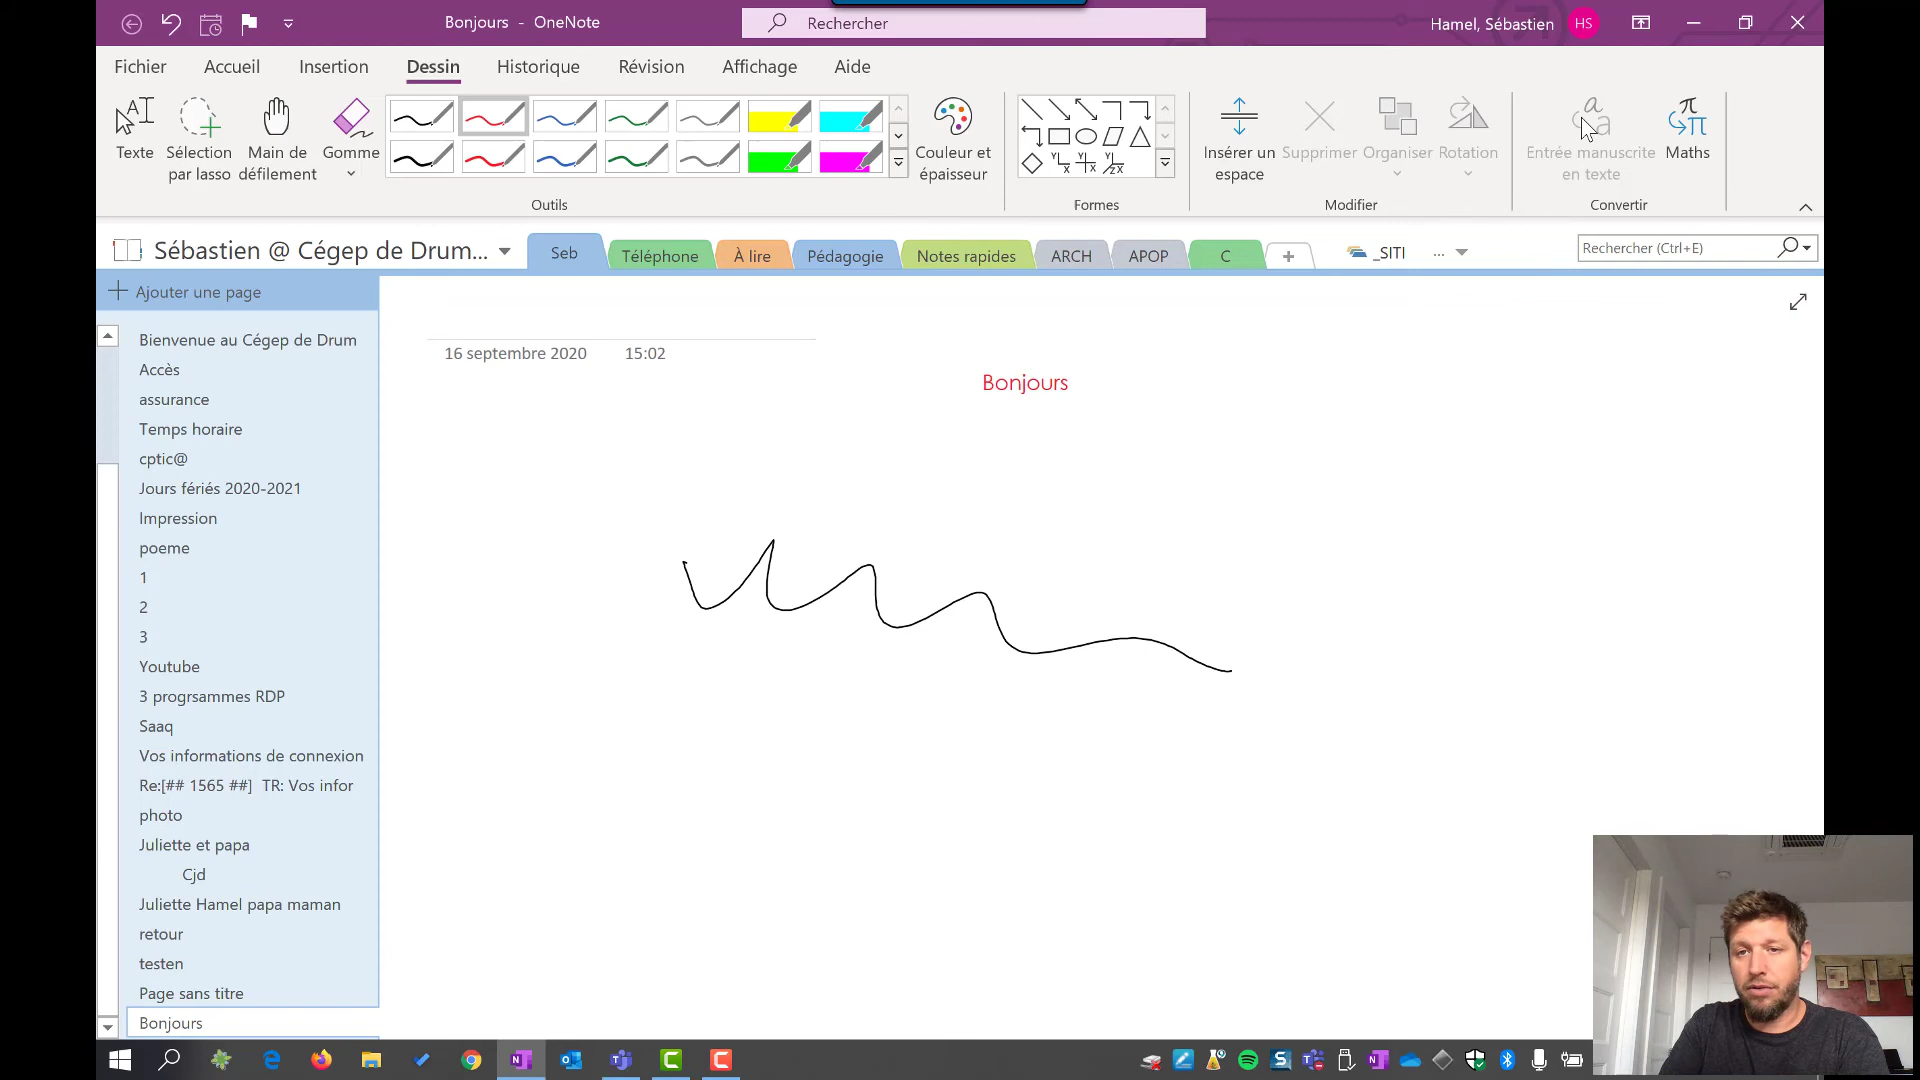 Bonjours - OneNote
Rechercher
Hamel, Sébastien HS
Fichier Accueil Insertion Dessin Historique Révision Affichage Aide
Texte
Sélection par lasso
Main de défilement
Gomme
Couleur et épaisseur
Insérer un espace
Supprimer
Organiser
Rotation
Entrée manuscrite en texte
Maths
Outils Formes Modifier Convertir
Sébastien @ Cégep de Drum...
Seb Téléphone À lire Pédagogie Notes rapides ARCH APOP C
_SITI ...
Rechercher (Ctrl+E)
Ajouter une page
Bienvenue au Cégep de Drum
Accès
assurance
Temps horaire
cptic@
Jours fériés 2020-2021
Impression
poeme
1
2
3
Youtube
3 progrsammes RDP
Saaq
Vos informations de connexion
Re:[## 1565 ##] TR: Vos infor
photo
Juliette et papa
Cjd
Juliette Hamel papa maman
retour
testen
Page sans titre
Bonjours
16 septembre 2020 15:02
Bonjours